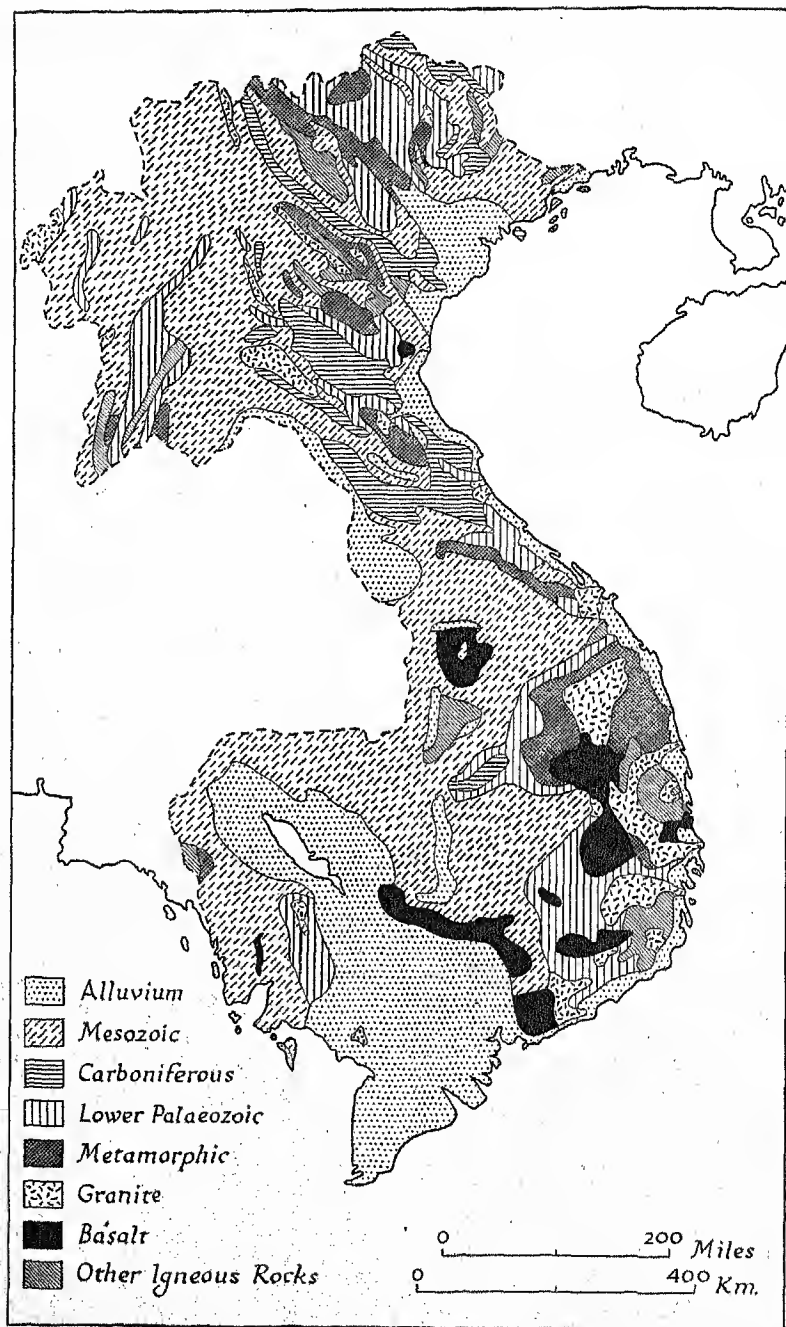 Alluvium
Mesozoic
Carboniferous
Lower Palaeozoic
Metamorphic
Granite
Basalt
Other Igneous Rocks
0 200 Miles
0 400 Km.